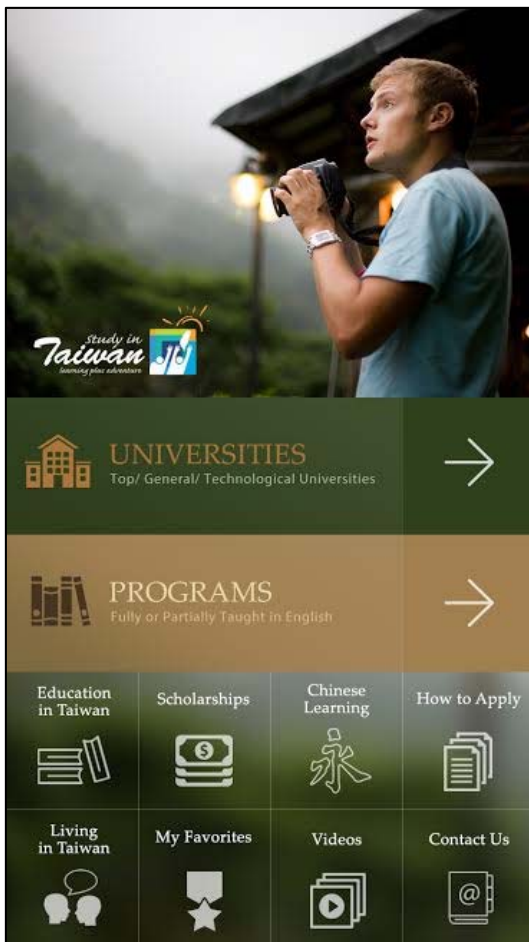 study in
Taiwan
learning plus adventure
UNIVERSITIES
Top/ General/ Technological Universities
PROGRAMS
Fully or Partially Taught in English
Education
in Taiwan
Scholarships
Chinese
Learning
How to Apply
永
Living
in Taiwan
My Favorites
Videos
Contact Us